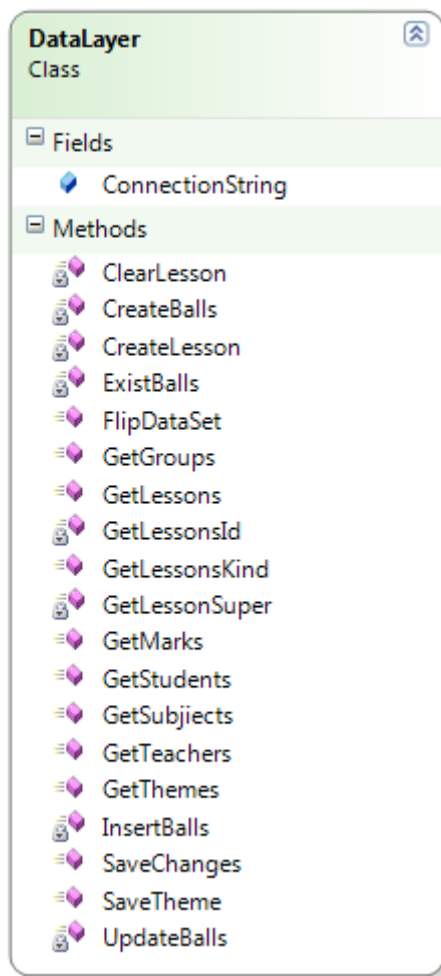 DataLayer
Class
Fields
ConnectionString
Methods
ClearLesson
CreateBalls
CreateLesson
ExistBalls
FlipDataSet
GetGroups
GetLessons
GetLessonsId
GetLessonsKind
GetLessonSuper
GetMarks
GetStudents
GetSubjiects
GetTeachers
GetThemes
InsertBalls
SaveChanges
SaveTheme
UpdateBalls